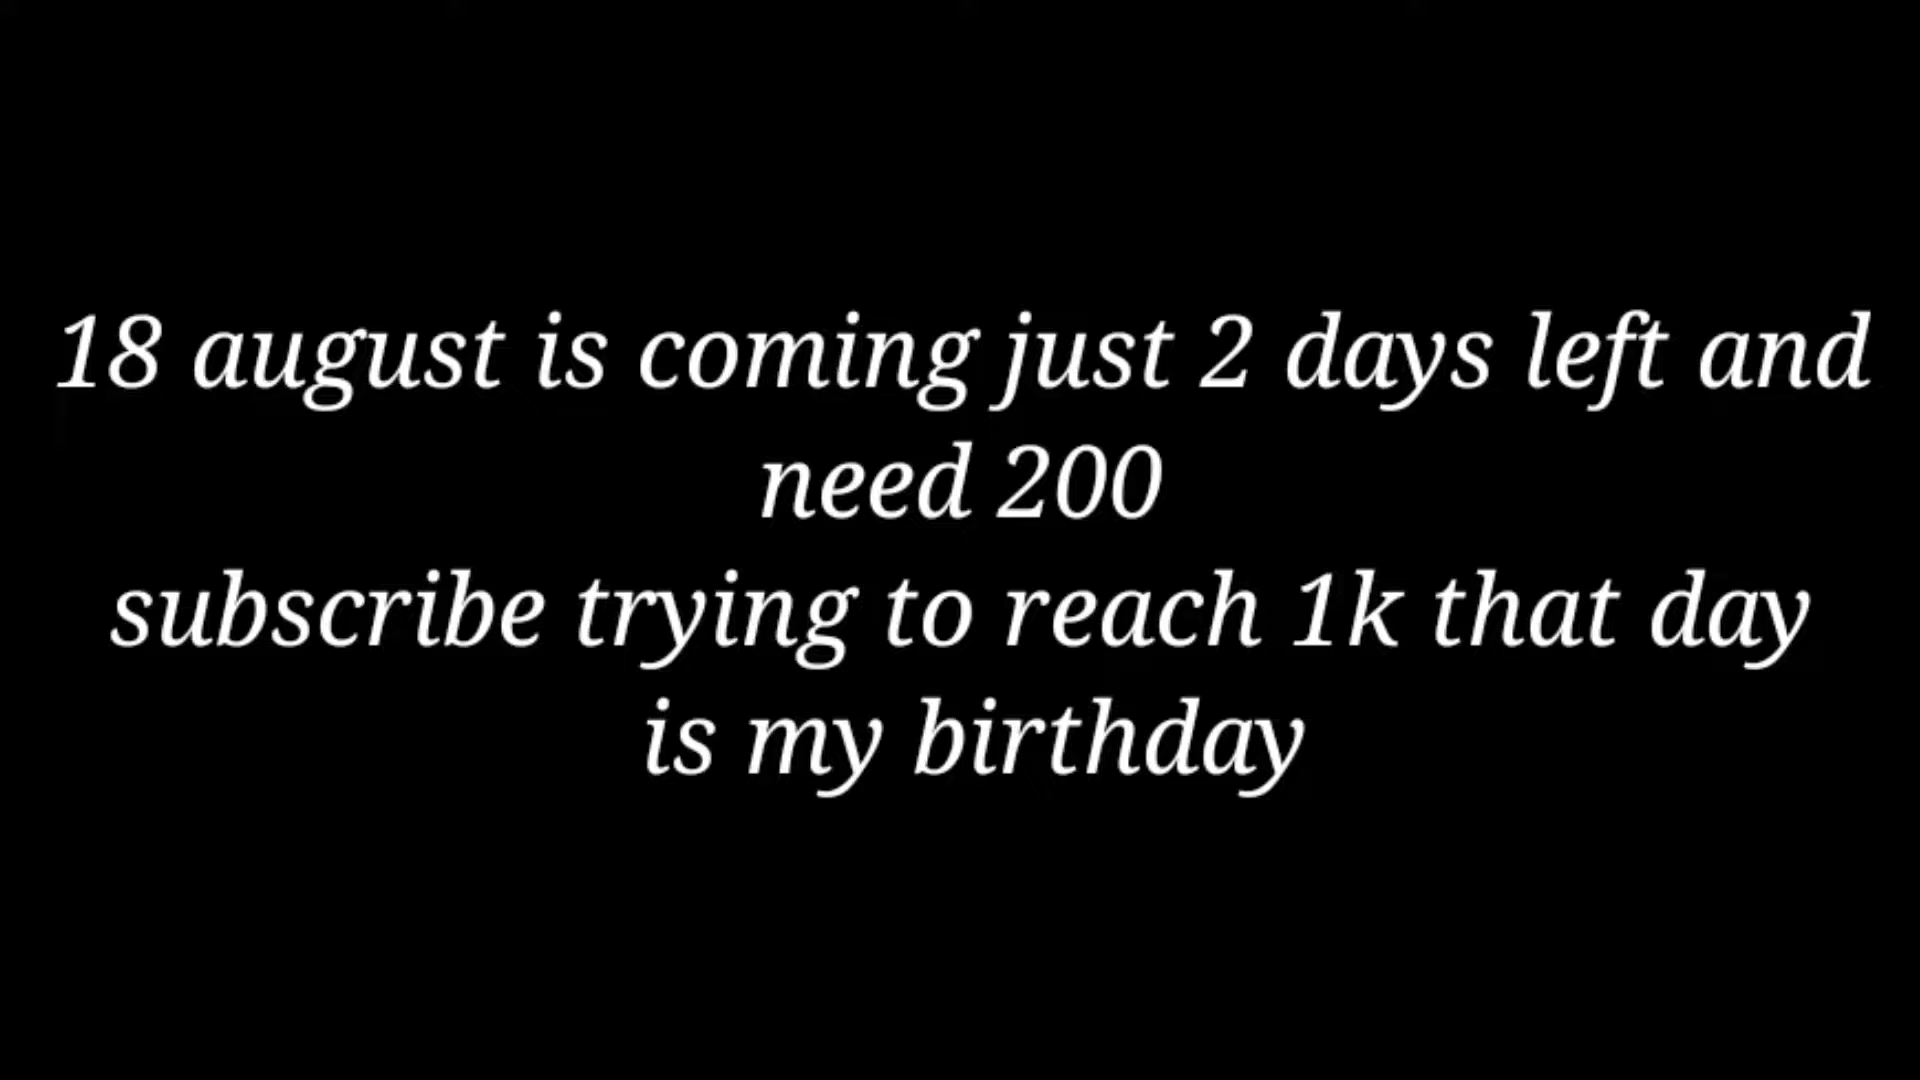 18 august is coming just 2 days left and
need 200
subscribe trying to reach 1k that day
is my birthday